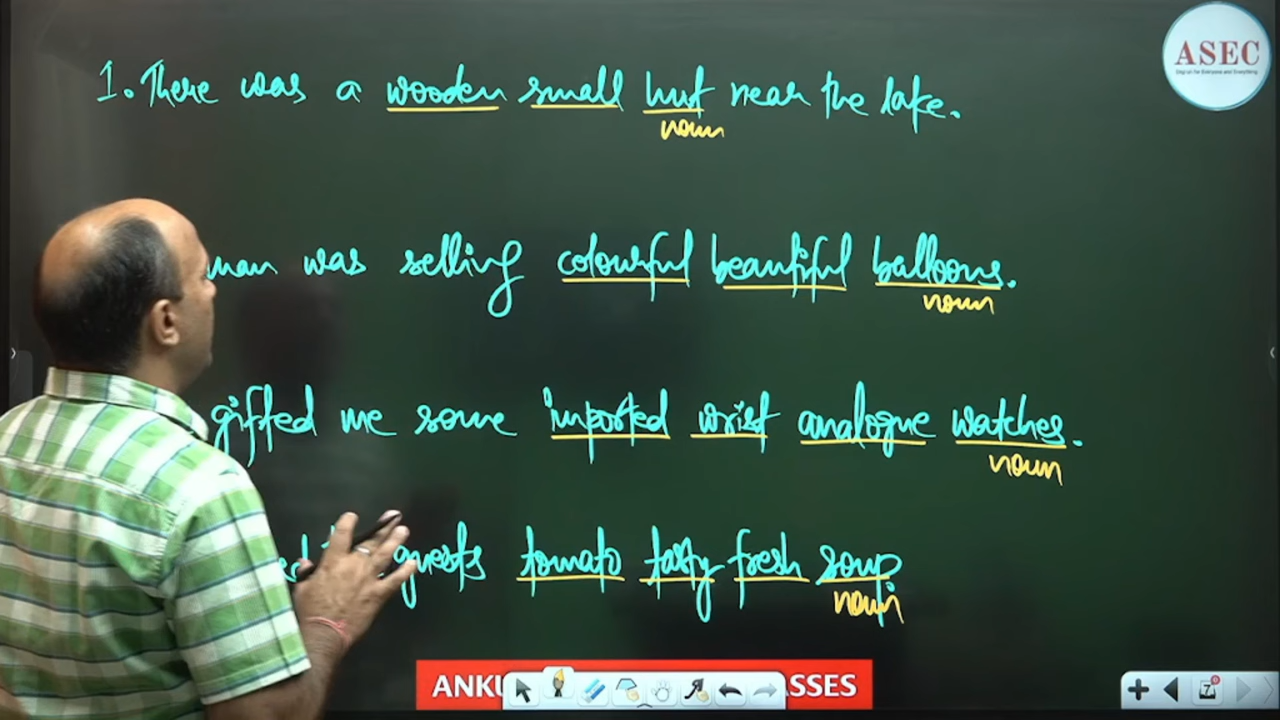 ASEC
1. There was a wooden small hut near the lake.
noun
man was selling colourful beautiful balloons.
noun
gifted me some imported wrist analogue watches.
noun
guests tomato tasty fresh soup.
noun
ANKU SSES